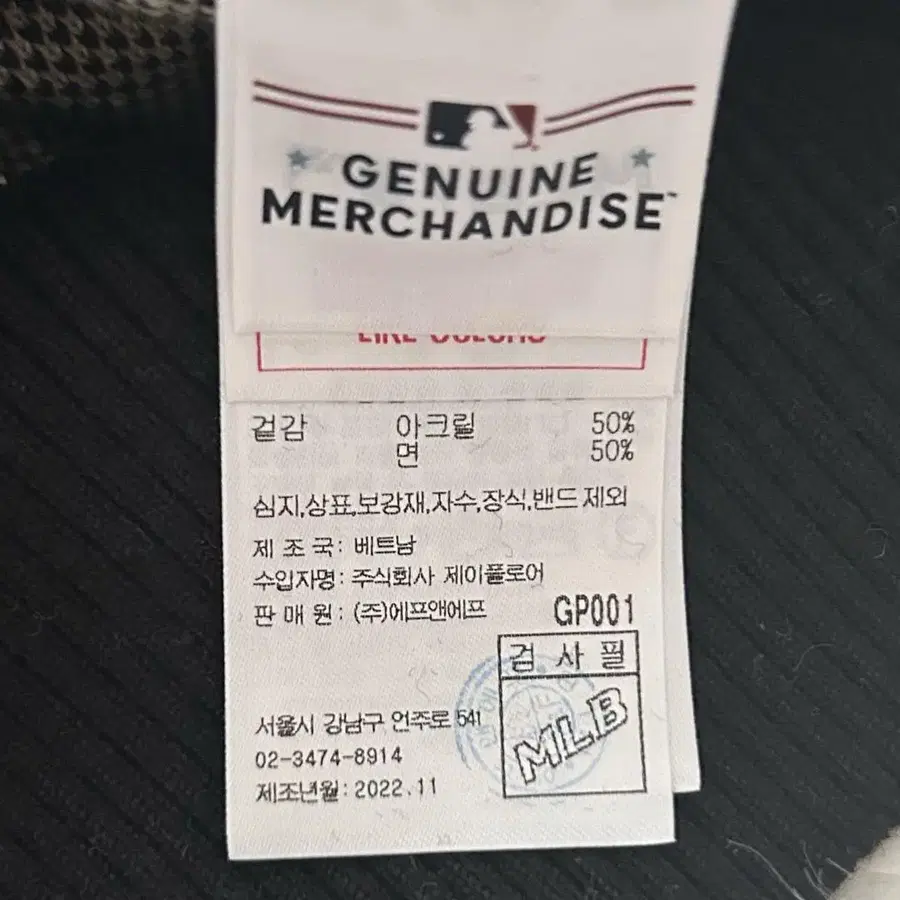 GENUINE
MERCHANDISE™
LIKE COLORS
겉감 아크릴 50%
면 50%
심지,상표,보강재,자수,장식,밴드 제외
제 조 국: 베트남
수입자명: 주식회사 제이플로어
판 매 원: (주)에프앤에프
GP001
검 사 필
MLB
서울시 강남구 언주로 541
02-3474-8914
제조년월: 2022.11